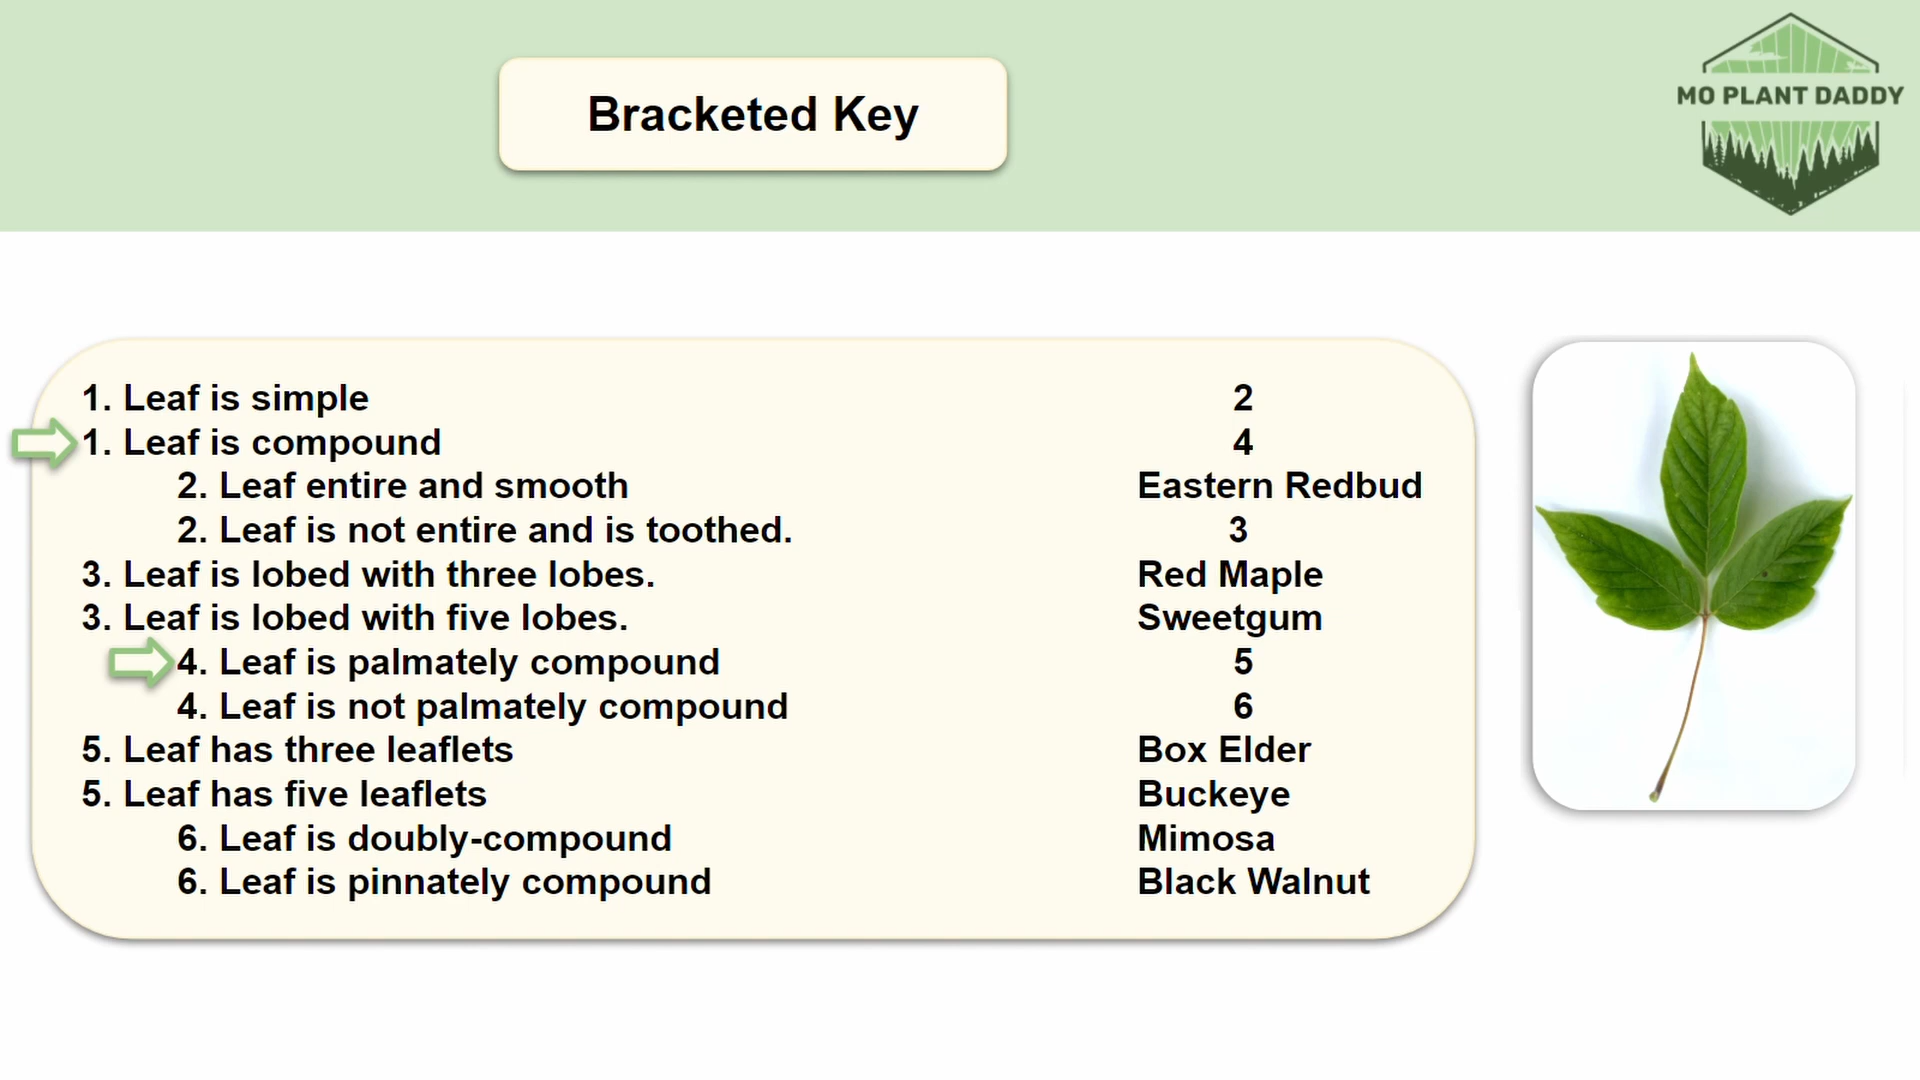 Bracketed Key
MO PLANT DADDY
1. Leaf is simple 2
1. Leaf is compound 4
2. Leaf entire and smooth Eastern Redbud
2. Leaf is not entire and is toothed. 3
3. Leaf is lobed with three lobes. Red Maple
3. Leaf is lobed with five lobes. Sweetgum
4. Leaf is palmately compound 5
4. Leaf is not palmately compound 6
5. Leaf has three leaflets Box Elder
5. Leaf has five leaflets Buckeye
6. Leaf is doubly-compound Mimosa
6. Leaf is pinnately compound Black Walnut